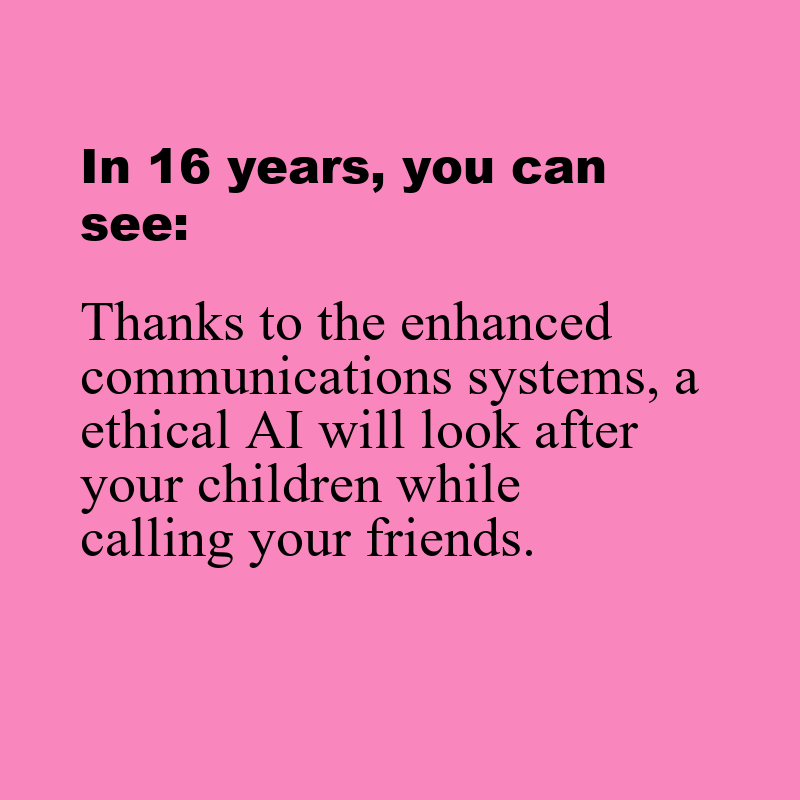 In 16 years, you can
see:
Thanks to the enhanced
communications systems, a
ethical AI will look after
your children while
calling your friends.